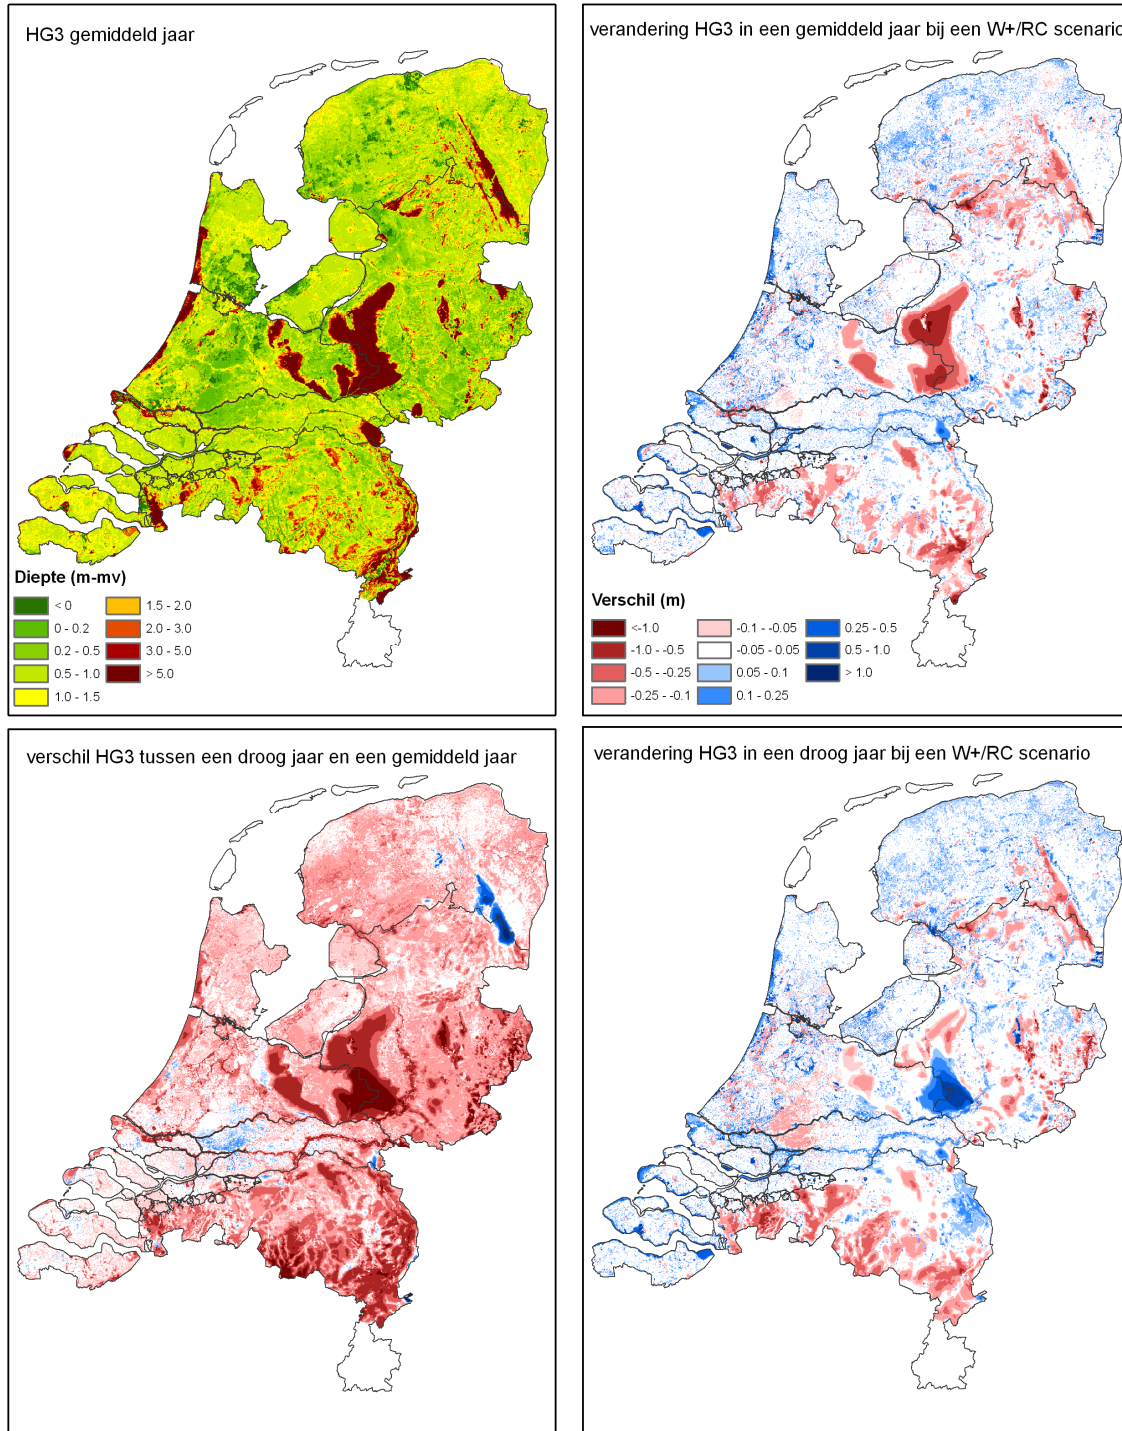 HG3 gemiddeld jaar
verandering HG3 in een gemiddeld jaar bij een W+/RC scenario
Diepte (m-mv)
< 0
0 - 0.2
0.2 - 0.5
0.5 - 1.0
1.0 - 1.5
1.5 - 2.0
2.0 - 3.0
3.0 - 5.0
> 5.0
Verschil (m)
<-1.0
-1.0 - -0.5
-0.5 - -0.25
-0.25 - -0.1
-0.1 - -0.05
-0.05 - 0.05
0.05 - 0.1
0.1 - 0.25
0.25 - 0.5
0.5 - 1.0
> 1.0
verschil HG3 tussen een droog jaar en een gemiddeld jaar
verandering HG3 in een droog jaar bij een W+/RC scenario